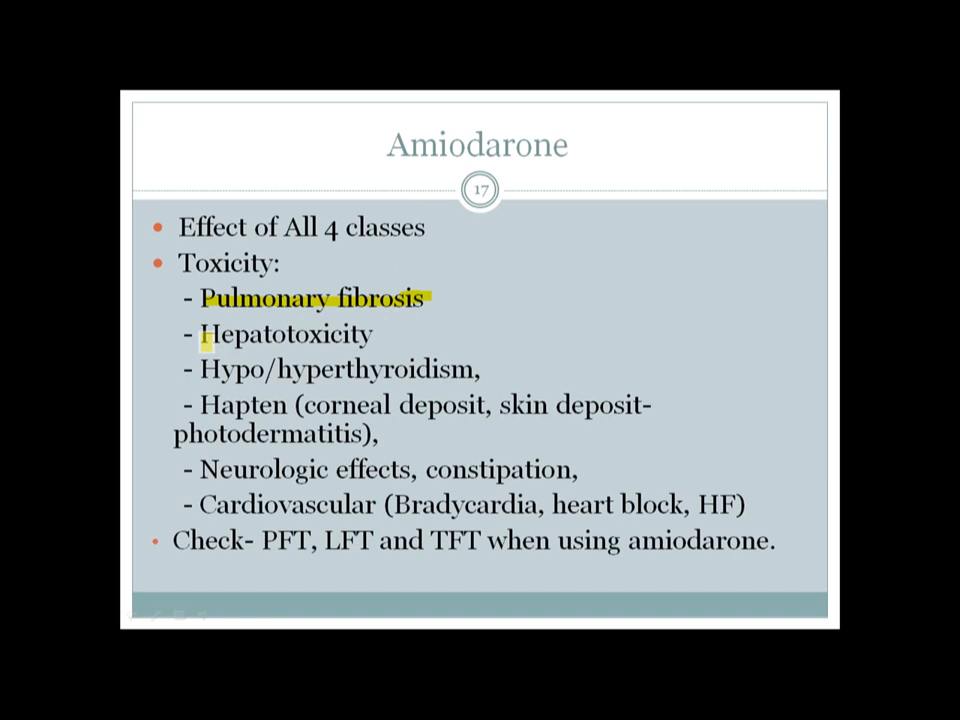 Amiodarone
17
• Effect of All 4 classes
• Toxicity:
- Pulmonary fibrosis
- Hepatotoxicity
- Hypo/hyperthyroidism,
- Hapten (corneal deposit, skin deposit-
photodermatitis),
- Neurologic effects, constipation,
- Cardiovascular (Bradycardia, heart block, HF)
• Check- PFT, LFT and TFT when using amiodarone.